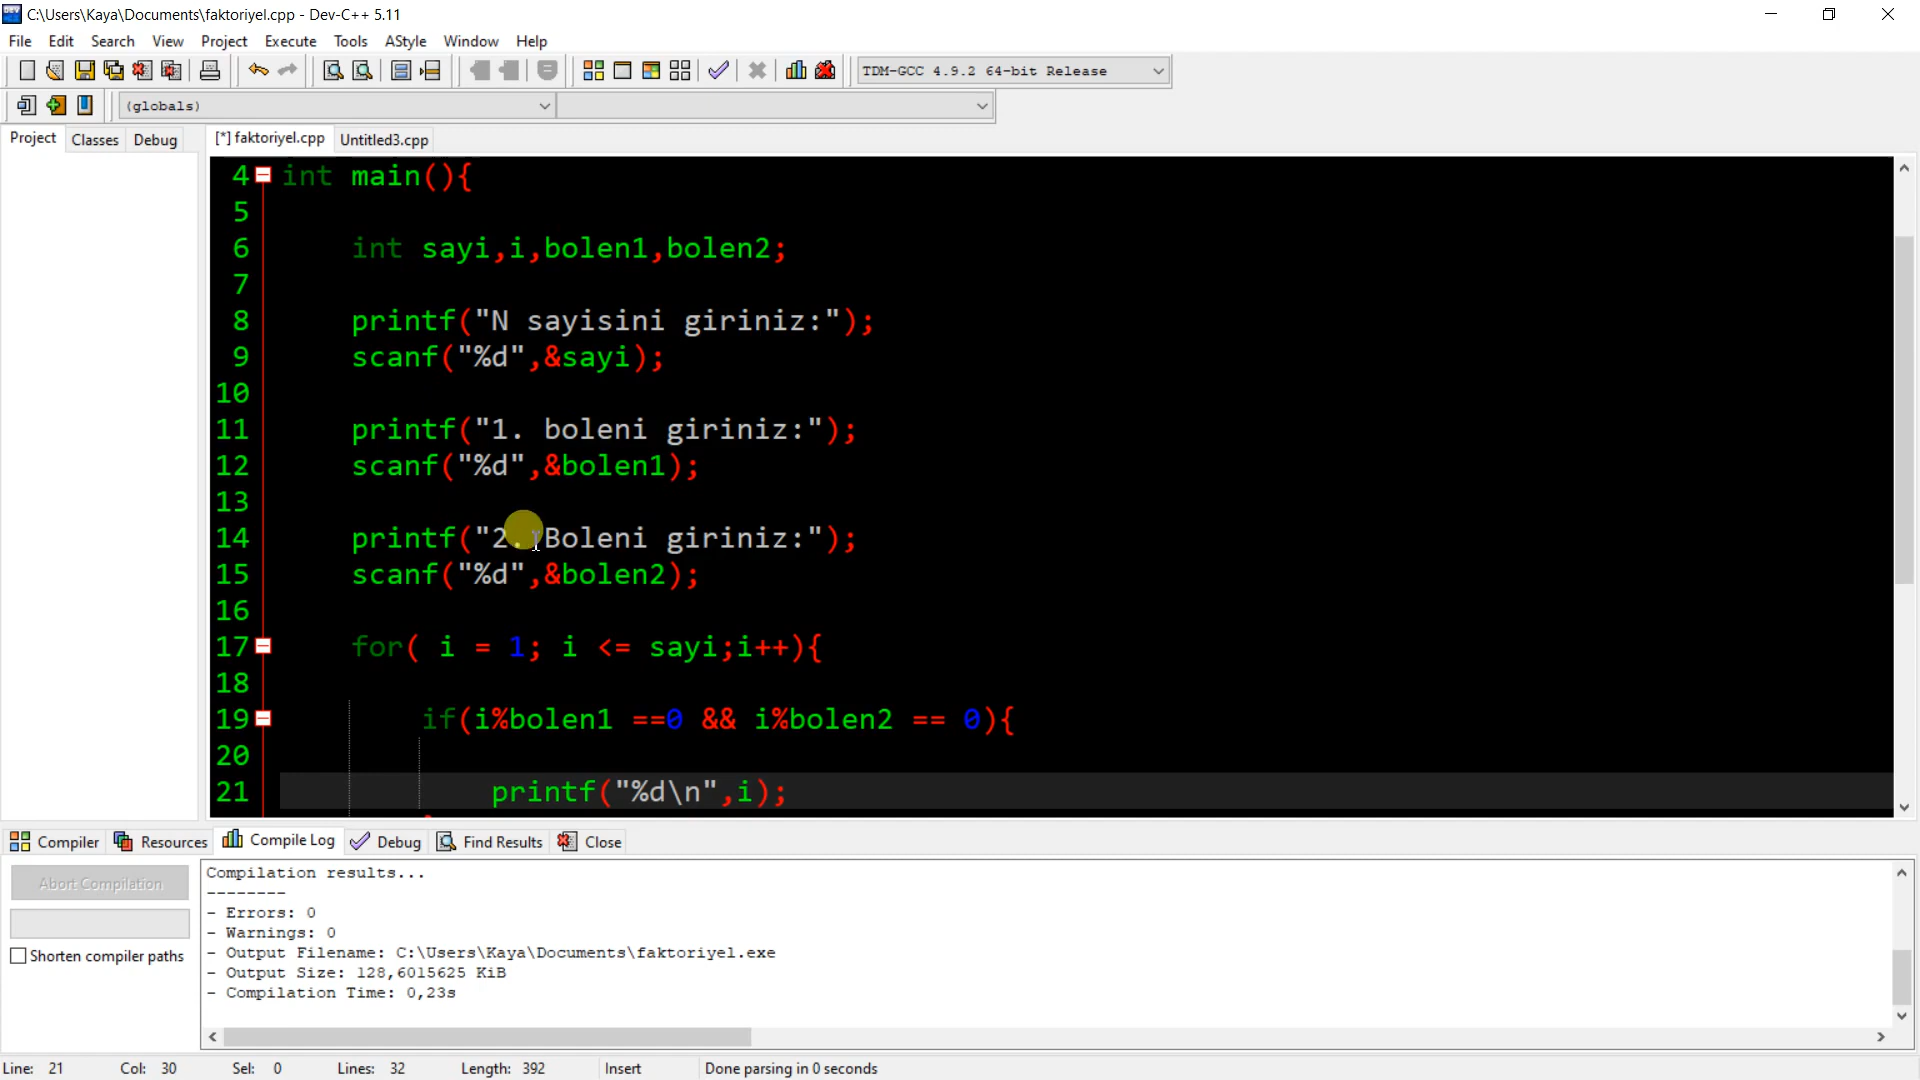 C:\Users\Kaya\Documents\faktoriyel.cpp - Dev-C++ 5.11
File Edit Search View Project Execute Tools AStyle Window Help
TDM-GCC 4.9.2 64-bit Release
(globals)
Project Classes Debug [*] faktoriyel.cpp Untitled3.cpp
4 int main(){
5
6 int sayi,i,bolen1,bolen2;
7
8 printf("N sayisini giriniz:");
9 scanf("%d",&sayi);
10
11 printf("1. boleni giriniz:");
12 scanf("%d",&bolen1);
13
14 printf("2. Boleni giriniz:");
15 scanf("%d",&bolen2);
16
17 for( i = 1; i <= sayi;i++){
18
19 if(i%bolen1 ==0 && i%bolen2 == 0){
20
21 printf("%d\n",i);
Compiler Resources Compile Log Debug Find Results Close
Abort Compilation
Shorten compiler paths
Compilation results...
--------
- Errors: 0
- Warnings: 0
- Output Filename: C:\Users\Kaya\Documents\faktoriyel.exe
- Output Size: 128,6015625 KiB
- Compilation Time: 0,23s
Line: 21 Col: 30 Sel: 0 Lines: 32 Length: 392 Insert Done parsing in 0 seconds